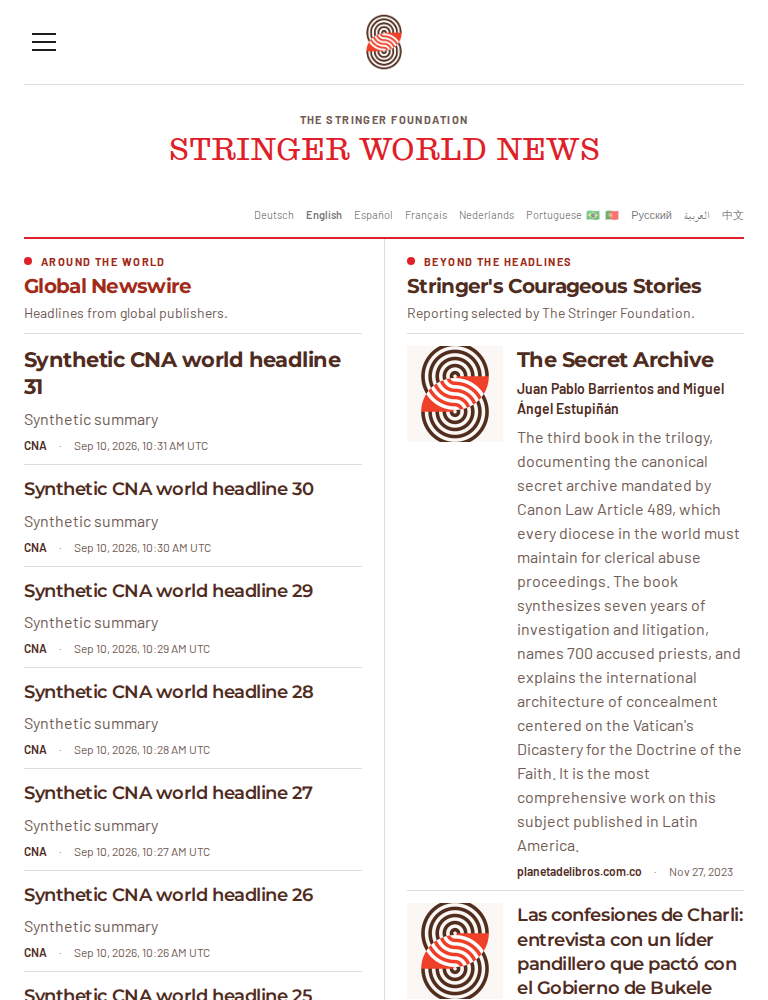 THE STRINGER FOUNDATION
STRINGER WORLD NEWS
Deutsch English Español Français Nederlands Portuguese 🇧🇷 🇵🇹 Русский العربية 中文
AROUND THE WORLD
Global Newswire
Headlines from global publishers.
Synthetic CNA world headline
31
Synthetic summary
CNA · Sep 10, 2026, 10:31 AM UTC
Synthetic CNA world headline 30
Synthetic summary
CNA · Sep 10, 2026, 10:30 AM UTC
Synthetic CNA world headline 29
Synthetic summary
CNA · Sep 10, 2026, 10:29 AM UTC
Synthetic CNA world headline 28
Synthetic summary
CNA · Sep 10, 2026, 10:28 AM UTC
Synthetic CNA world headline 27
Synthetic summary
CNA · Sep 10, 2026, 10:27 AM UTC
Synthetic CNA world headline 26
Synthetic summary
CNA · Sep 10, 2026, 10:26 AM UTC
Synthetic CNA world headline 25
BEYOND THE HEADLINES
Stringer's Courageous Stories
Reporting selected by The Stringer Foundation.
The Secret Archive
Juan Pablo Barrientos and Miguel
Ángel Estupiñán
The third book in the trilogy,
documenting the canonical
secret archive mandated by
Canon Law Article 489, which
every diocese in the world must
maintain for clerical abuse
proceedings. The book
synthesizes seven years of
investigation and litigation,
names 700 accused priests, and
explains the international
architecture of concealment
centered on the Vatican's
Dicastery for the Doctrine of the
Faith. It is the most
comprehensive work on this
subject published in Latin
America.
planetadelibros.com.co · Nov 27, 2023
Las confesiones de Charli:
entrevista con un líder
pandillero que pactó con
el Gobierno de Bukele